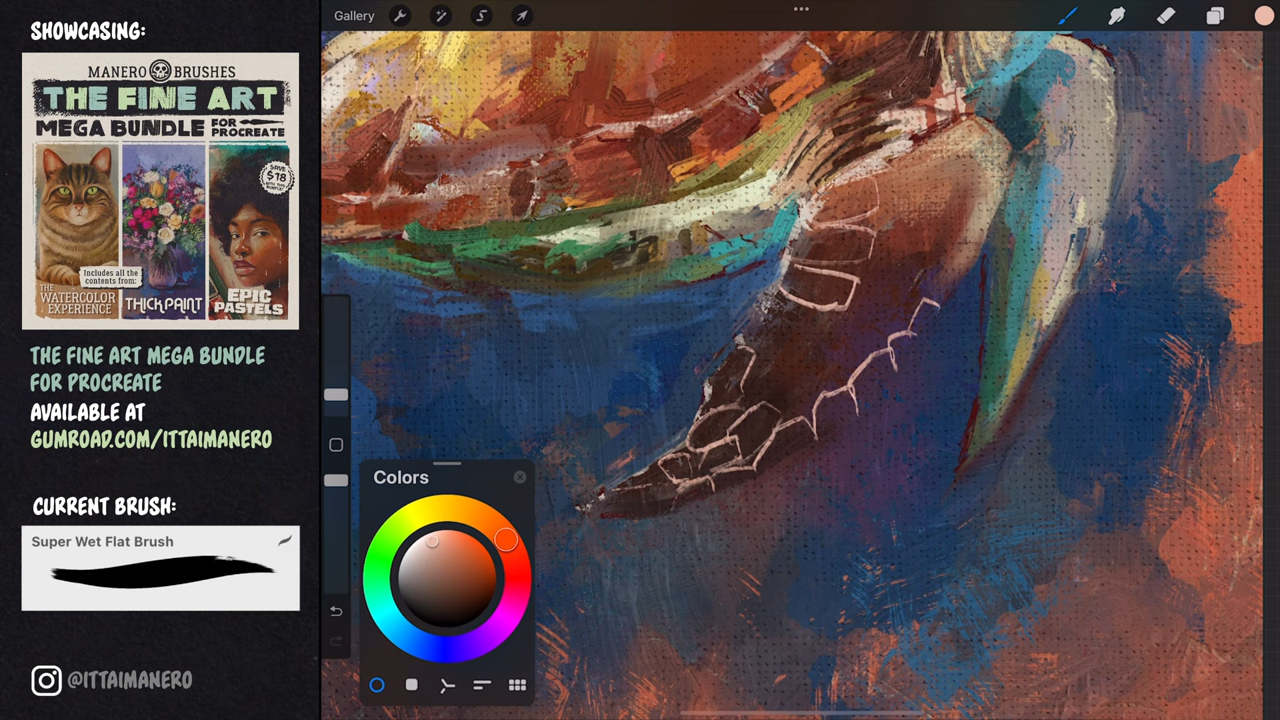 SHOWCASING:
MANERO BRUSHES
THE FINE ART
MEGA BUNDLE FOR PROCREATE
SAVE
$78
Includes all the
contents from:
THE
WATERCOLOR
EXPERIENCE
THICK PAINT
EPIC
PASTELS
THE FINE ART MEGA BUNDLE
FOR PROCREATE
AVAILABLE AT
GUMROAD.COM/ITTAIMANERO
CURRENT BRUSH:
Super Wet Flat Brush
@ITTAIMANERO
Gallery
Colors